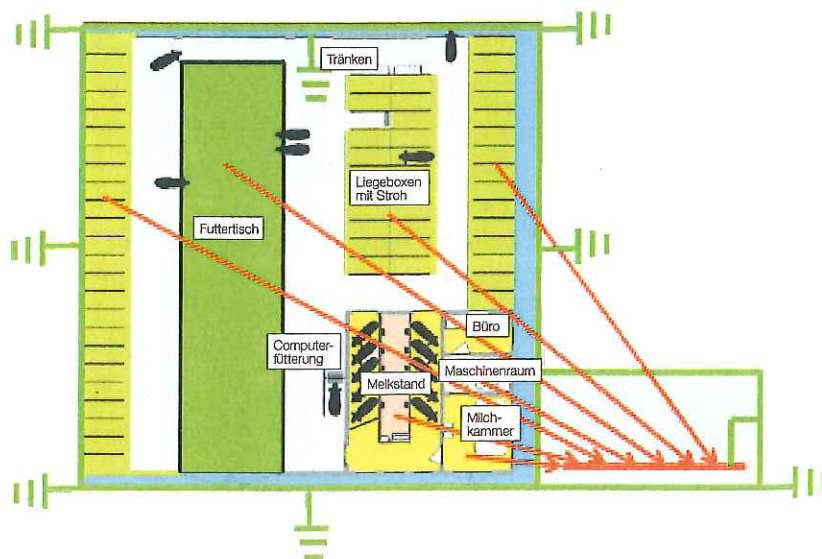 Tränken
Liegeboxen
mit Stroh
Futtertisch
Büro
Computer-
fütterung
Maschinenraum
Melkstand
Milch-
kammer